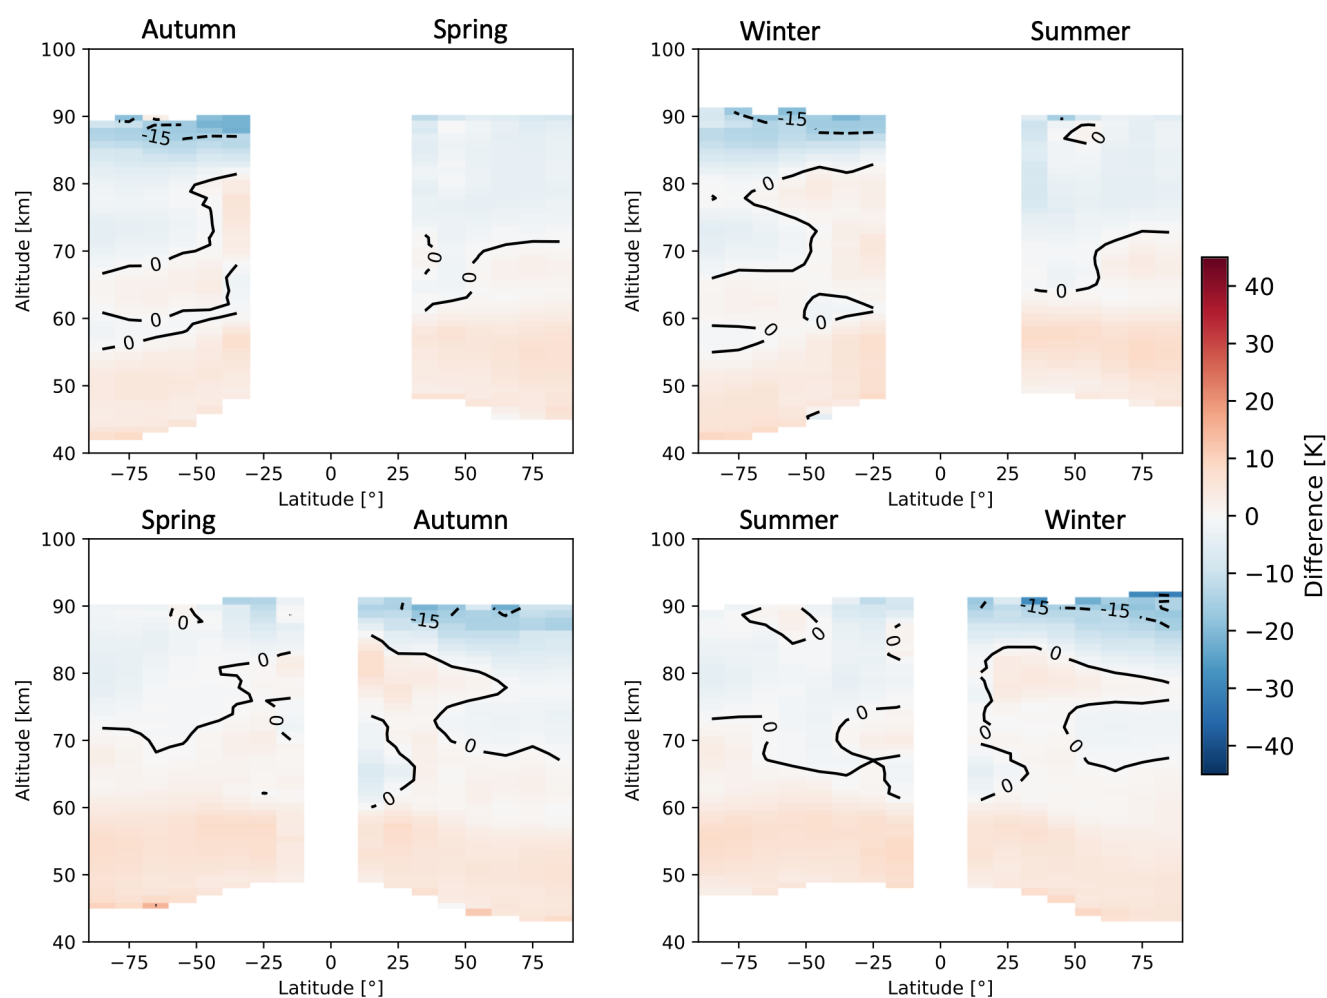 Autumn Spring Winter Summer
100 100
90 90
-15 -15 0
80 80
0
Altitude [km] Altitude [km]
70 70
0 0 0 0
60 60
0 0 0
50 50
40 40
−75 −50 −25 0 25 50 75 −75 −50 −25 0 25 50 75
Latitude [°] Latitude [°]
40
30
20
10
0
−10
−20
−30
−40
Difference [K]
Spring Autumn Summer Winter
100 100
90 90
0 -15 0 0 -15 -15
80 80
0 0
Altitude [km] Altitude [km]
0 0 0 0 0
70 70
0 0
60 60
0 0
50 50
40 40
−75 −50 −25 0 25 50 75 −75 −50 −25 0 25 50 75
Latitude [°] Latitude [°]